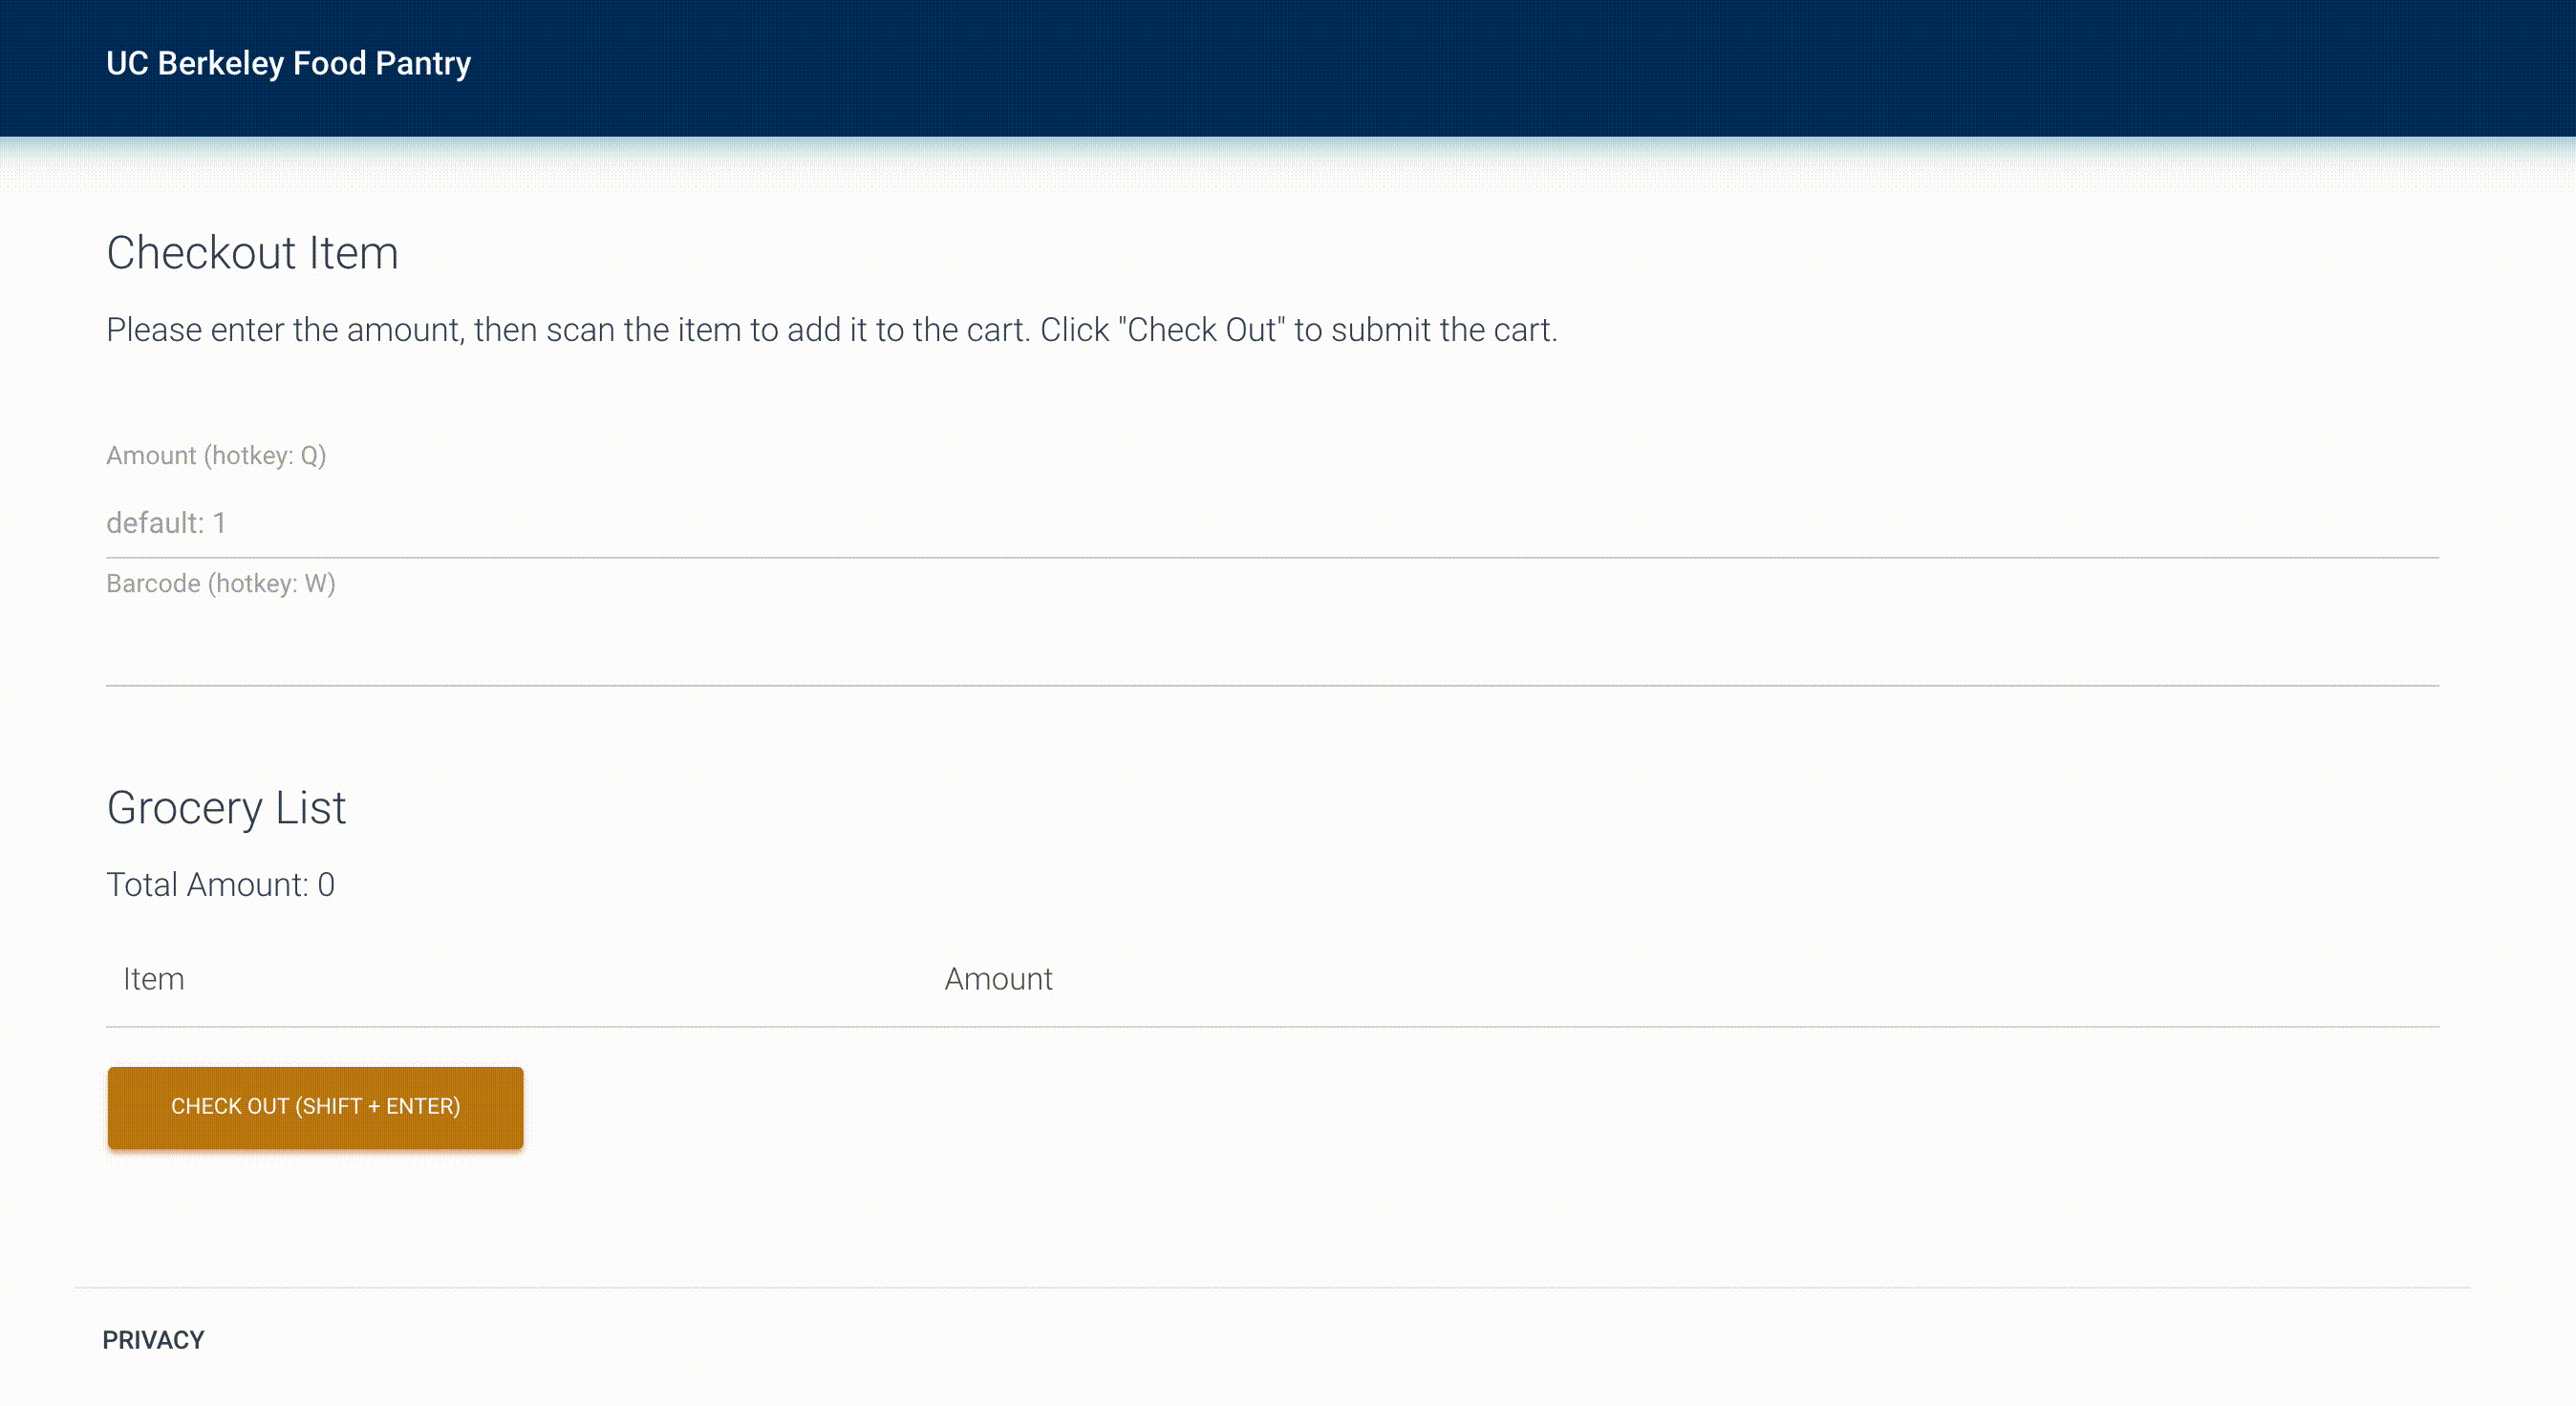 UC Berkeley Food Pantry
Checkout Item
Please enter the amount, then scan the item to add it to the cart. Click "Check Out" to submit the cart.
Amount (hotkey: Q)
default: 1
Barcode (hotkey: W)
Grocery List
Total Amount: 0
Item Amount
CHECK OUT (SHIFT + ENTER)
PRIVACY